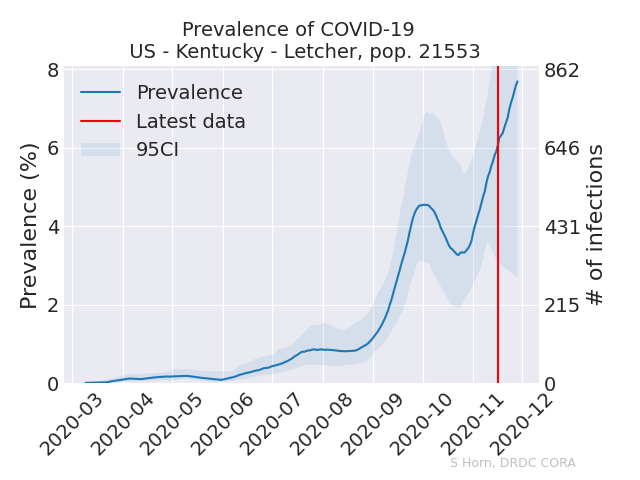 Prevalence of COVID-19
US - Kentucky - Letcher, pop. 21553
Prevalence
Latest data
95CI
Prevalence (%)
8
6
4
2
0
862
646
431
215
0
# of infections
2020-03
2020-04
2020-05
2020-06
2020-07
2020-08
2020-09
2020-10
2020-11
2020-12
S Horn, DRDC CORA